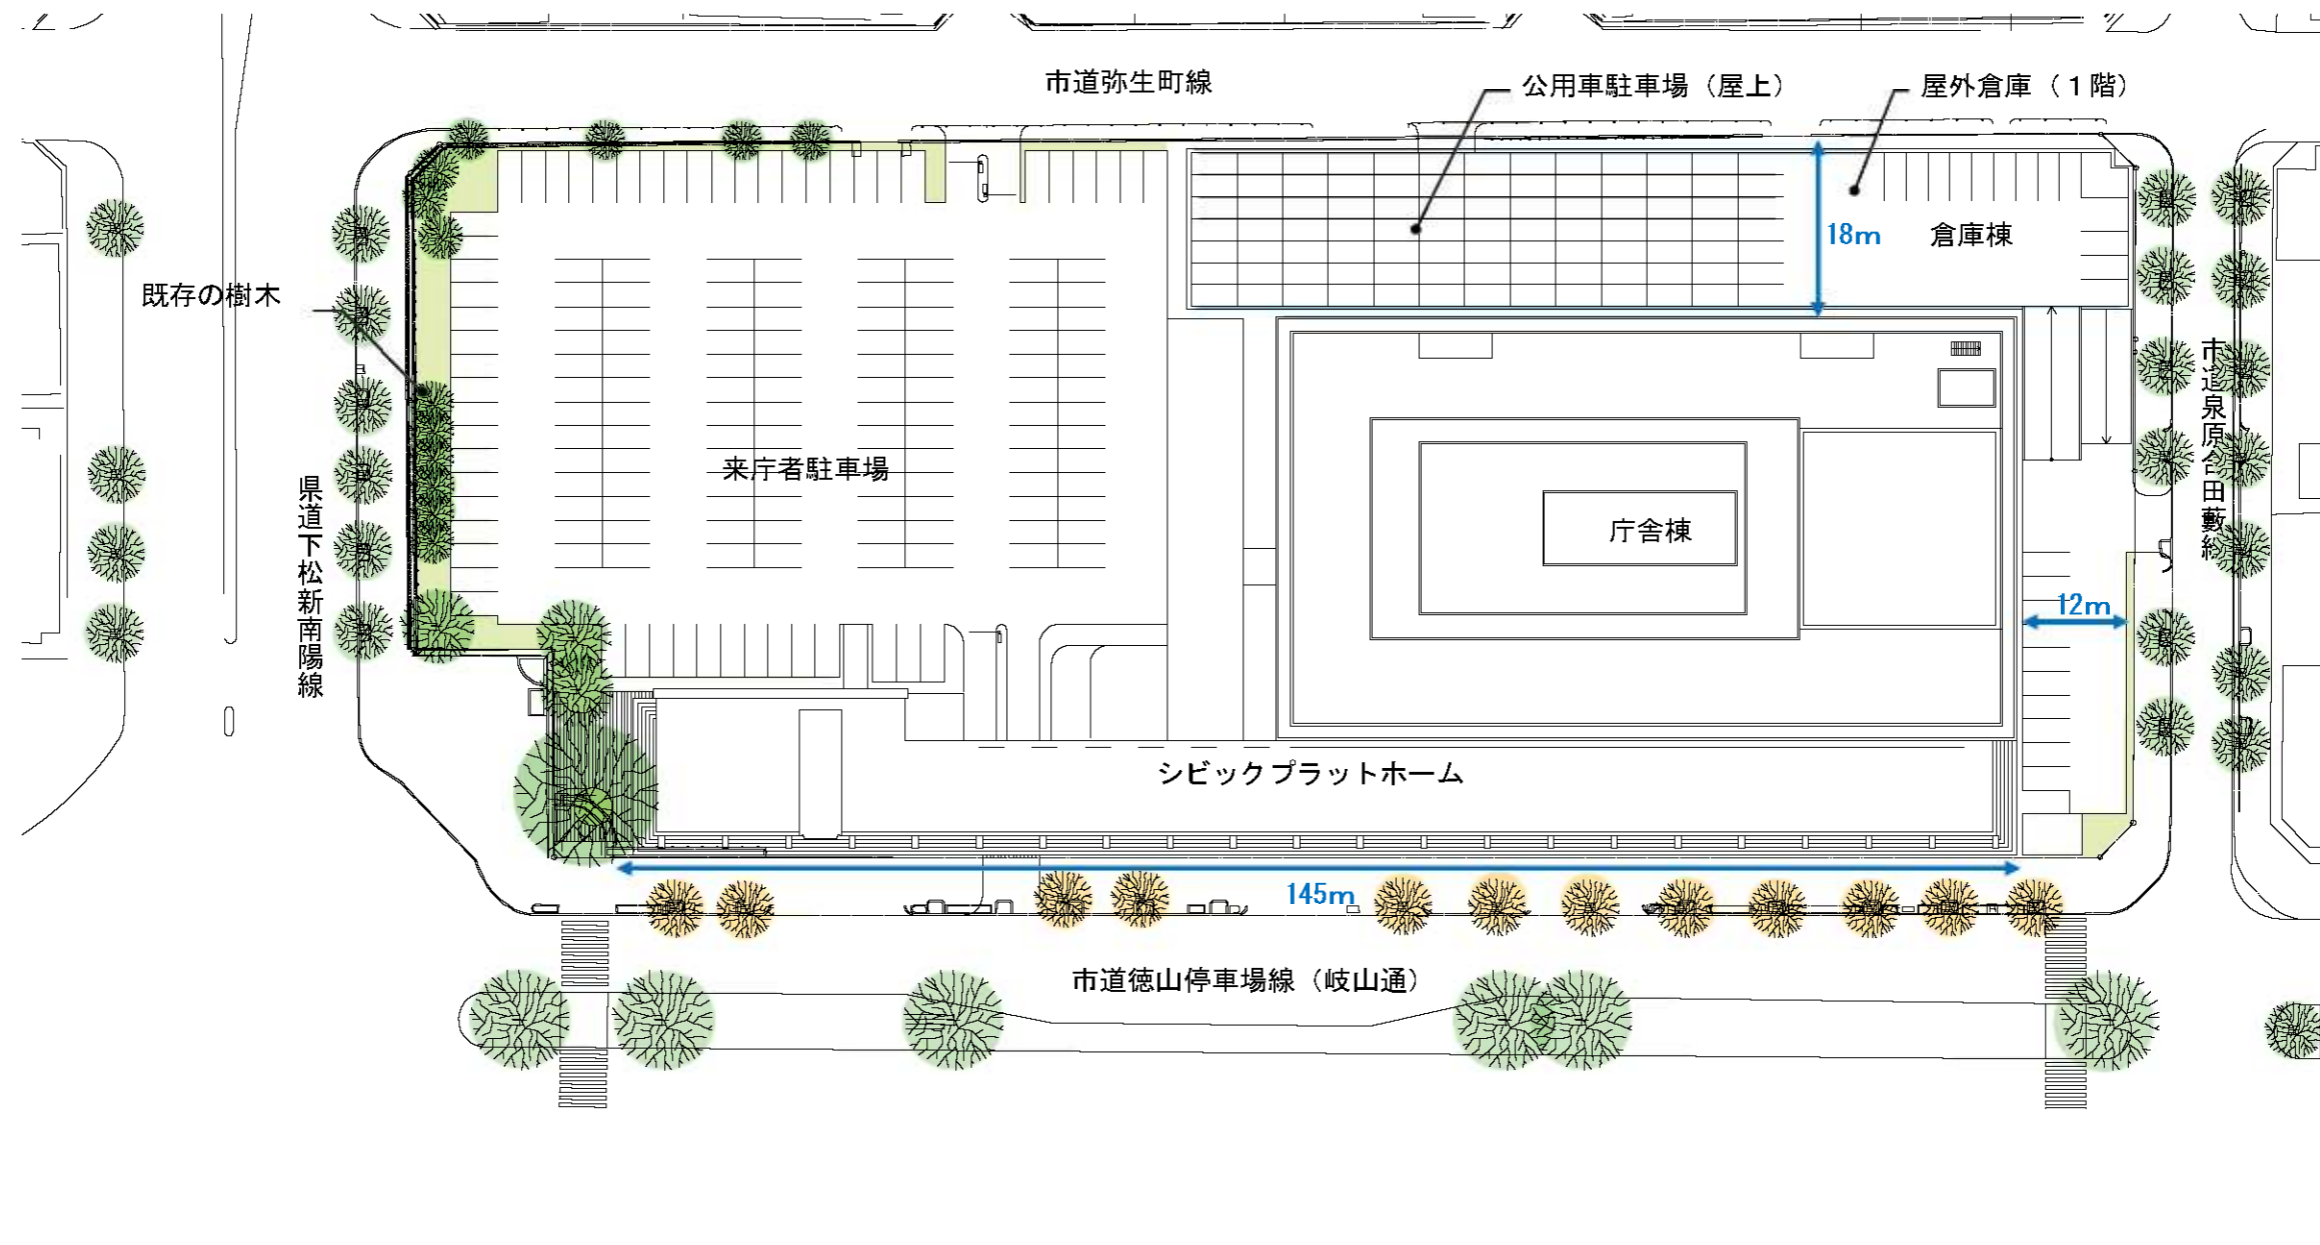 市道弥生町線
公用車駐車場（屋上）
屋外倉庫（１階）
18m
倉庫棟
既存の樹木
来庁者駐車場
県道下松新南陽線
庁舎棟
市道泉原今田藪線
12m
シビックプラットホーム
145m
市道徳山停車場線（岐山通）